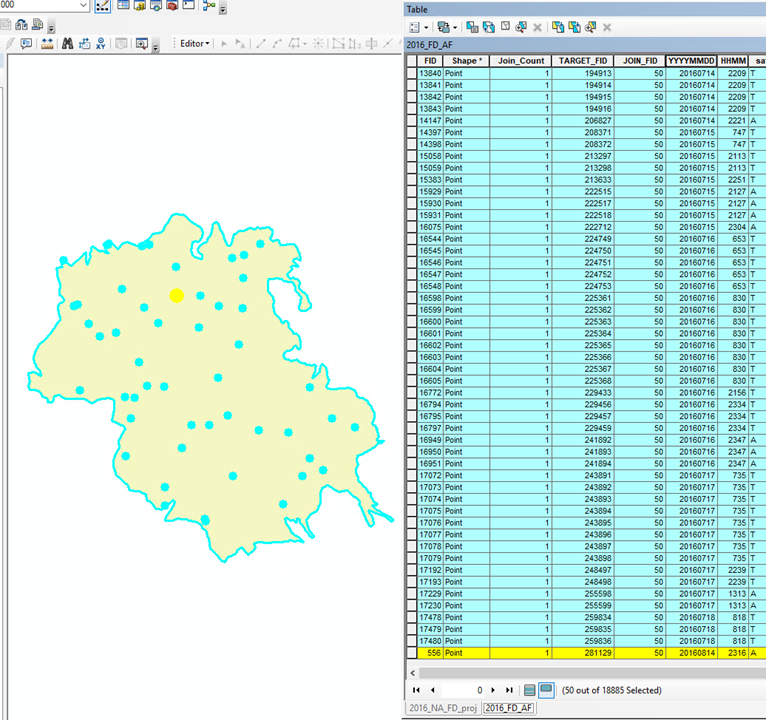 000
Editor
Table
2016_FD_AF
FID Shape * Join_Count TARGET_FID JOIN_FID YYYYMMDD HHMM sa
13840 Point 1 194913 50 20160714 2209 T
13841 Point 1 194914 50 20160714 2209 T
13842 Point 1 194915 50 20160714 2209 T
13843 Point 1 194916 50 20160714 2209 T
14147 Point 1 206827 50 20160714 2221 A
14397 Point 1 208371 50 20160715 747 T
14398 Point 1 208372 50 20160715 747 T
15058 Point 1 213297 50 20160715 2113 T
15059 Point 1 213298 50 20160715 2113 T
15383 Point 1 213633 50 20160715 2251 T
15929 Point 1 222515 50 20160715 2127 A
15930 Point 1 222517 50 20160715 2127 A
15931 Point 1 222518 50 20160715 2127 A
16075 Point 1 222712 50 20160715 2304 A
16544 Point 1 224749 50 20160716 653 T
16545 Point 1 224750 50 20160716 653 T
16546 Point 1 224751 50 20160716 653 T
16547 Point 1 224752 50 20160716 653 T
16548 Point 1 224753 50 20160716 653 T
16598 Point 1 225361 50 20160716 830 T
16599 Point 1 225362 50 20160716 830 T
16600 Point 1 225363 50 20160716 830 T
16601 Point 1 225364 50 20160716 830 T
16602 Point 1 225365 50 20160716 830 T
16603 Point 1 225366 50 20160716 830 T
16604 Point 1 225367 50 20160716 830 T
16605 Point 1 225368 50 20160716 830 T
16772 Point 1 229433 50 20160716 2156 T
16794 Point 1 229456 50 20160716 2334 T
16795 Point 1 229457 50 20160716 2334 T
16797 Point 1 229459 50 20160716 2334 T
16949 Point 1 241892 50 20160716 2347 A
16950 Point 1 241893 50 20160716 2347 A
16951 Point 1 241894 50 20160716 2347 A
17072 Point 1 243891 50 20160717 735 T
17073 Point 1 243892 50 20160717 735 T
17074 Point 1 243893 50 20160717 735 T
17075 Point 1 243894 50 20160717 735 T
17076 Point 1 243895 50 20160717 735 T
17077 Point 1 243896 50 20160717 735 T
17078 Point 1 243897 50 20160717 735 T
17079 Point 1 243898 50 20160717 735 T
17192 Point 1 248497 50 20160717 2239 T
17193 Point 1 248498 50 20160717 2239 T
17229 Point 1 255598 50 20160717 1313 A
17230 Point 1 255599 50 20160717 1313 A
17478 Point 1 259834 50 20160718 818 T
17479 Point 1 259835 50 20160718 818 T
17480 Point 1 259836 50 20160718 818 T
556 Point 1 281129 50 20160814 2316 A
0 (50 out of 18885 Selected)
2016_NA_FD_proj 2016_FD_AF